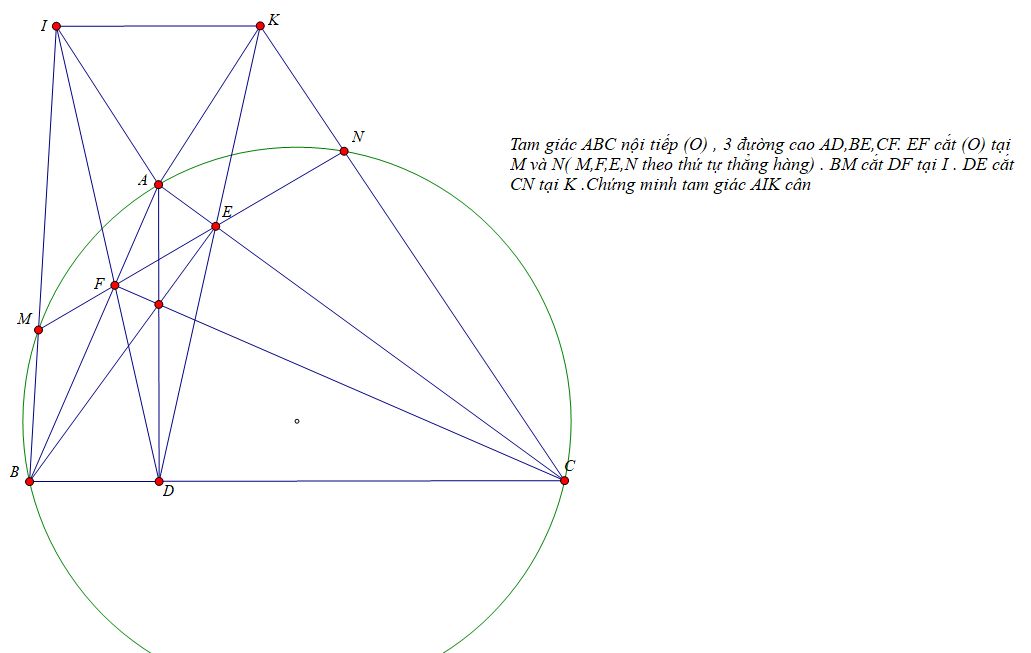 I
K
N
A
E
F
M
B
D
C
Tam giác ABC nội tiếp (O) , 3 đường cao AD,BE,CF. EF cắt (O) tại
M và N( M,F,E,N theo thứ tự thẳng hàng) . BM cắt DF tại I . DE cắt
CN tại K .Chứng minh tam giác AIK cân